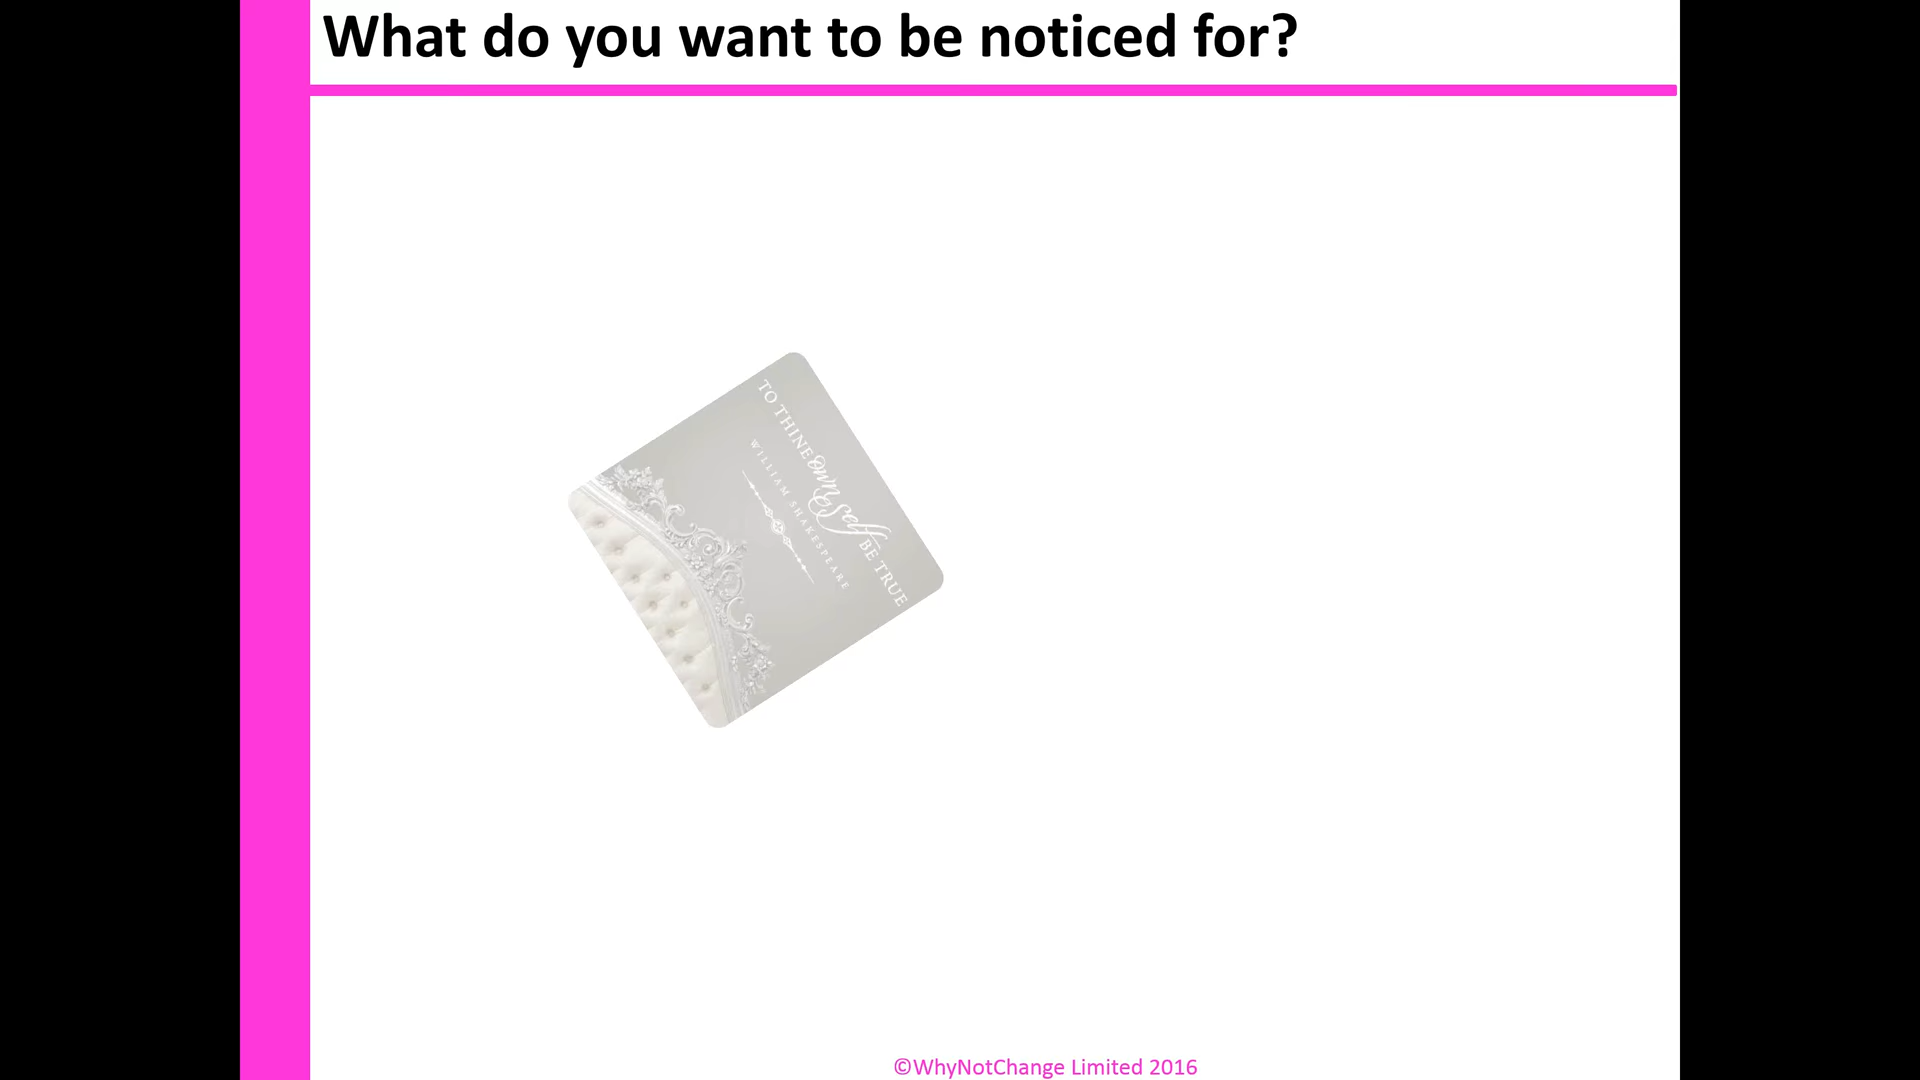 What do you want to be noticed for?
TO THINE own Self BE TRUE
WILLIAM SHAKESPEARE
©WhyNotChange Limited 2016